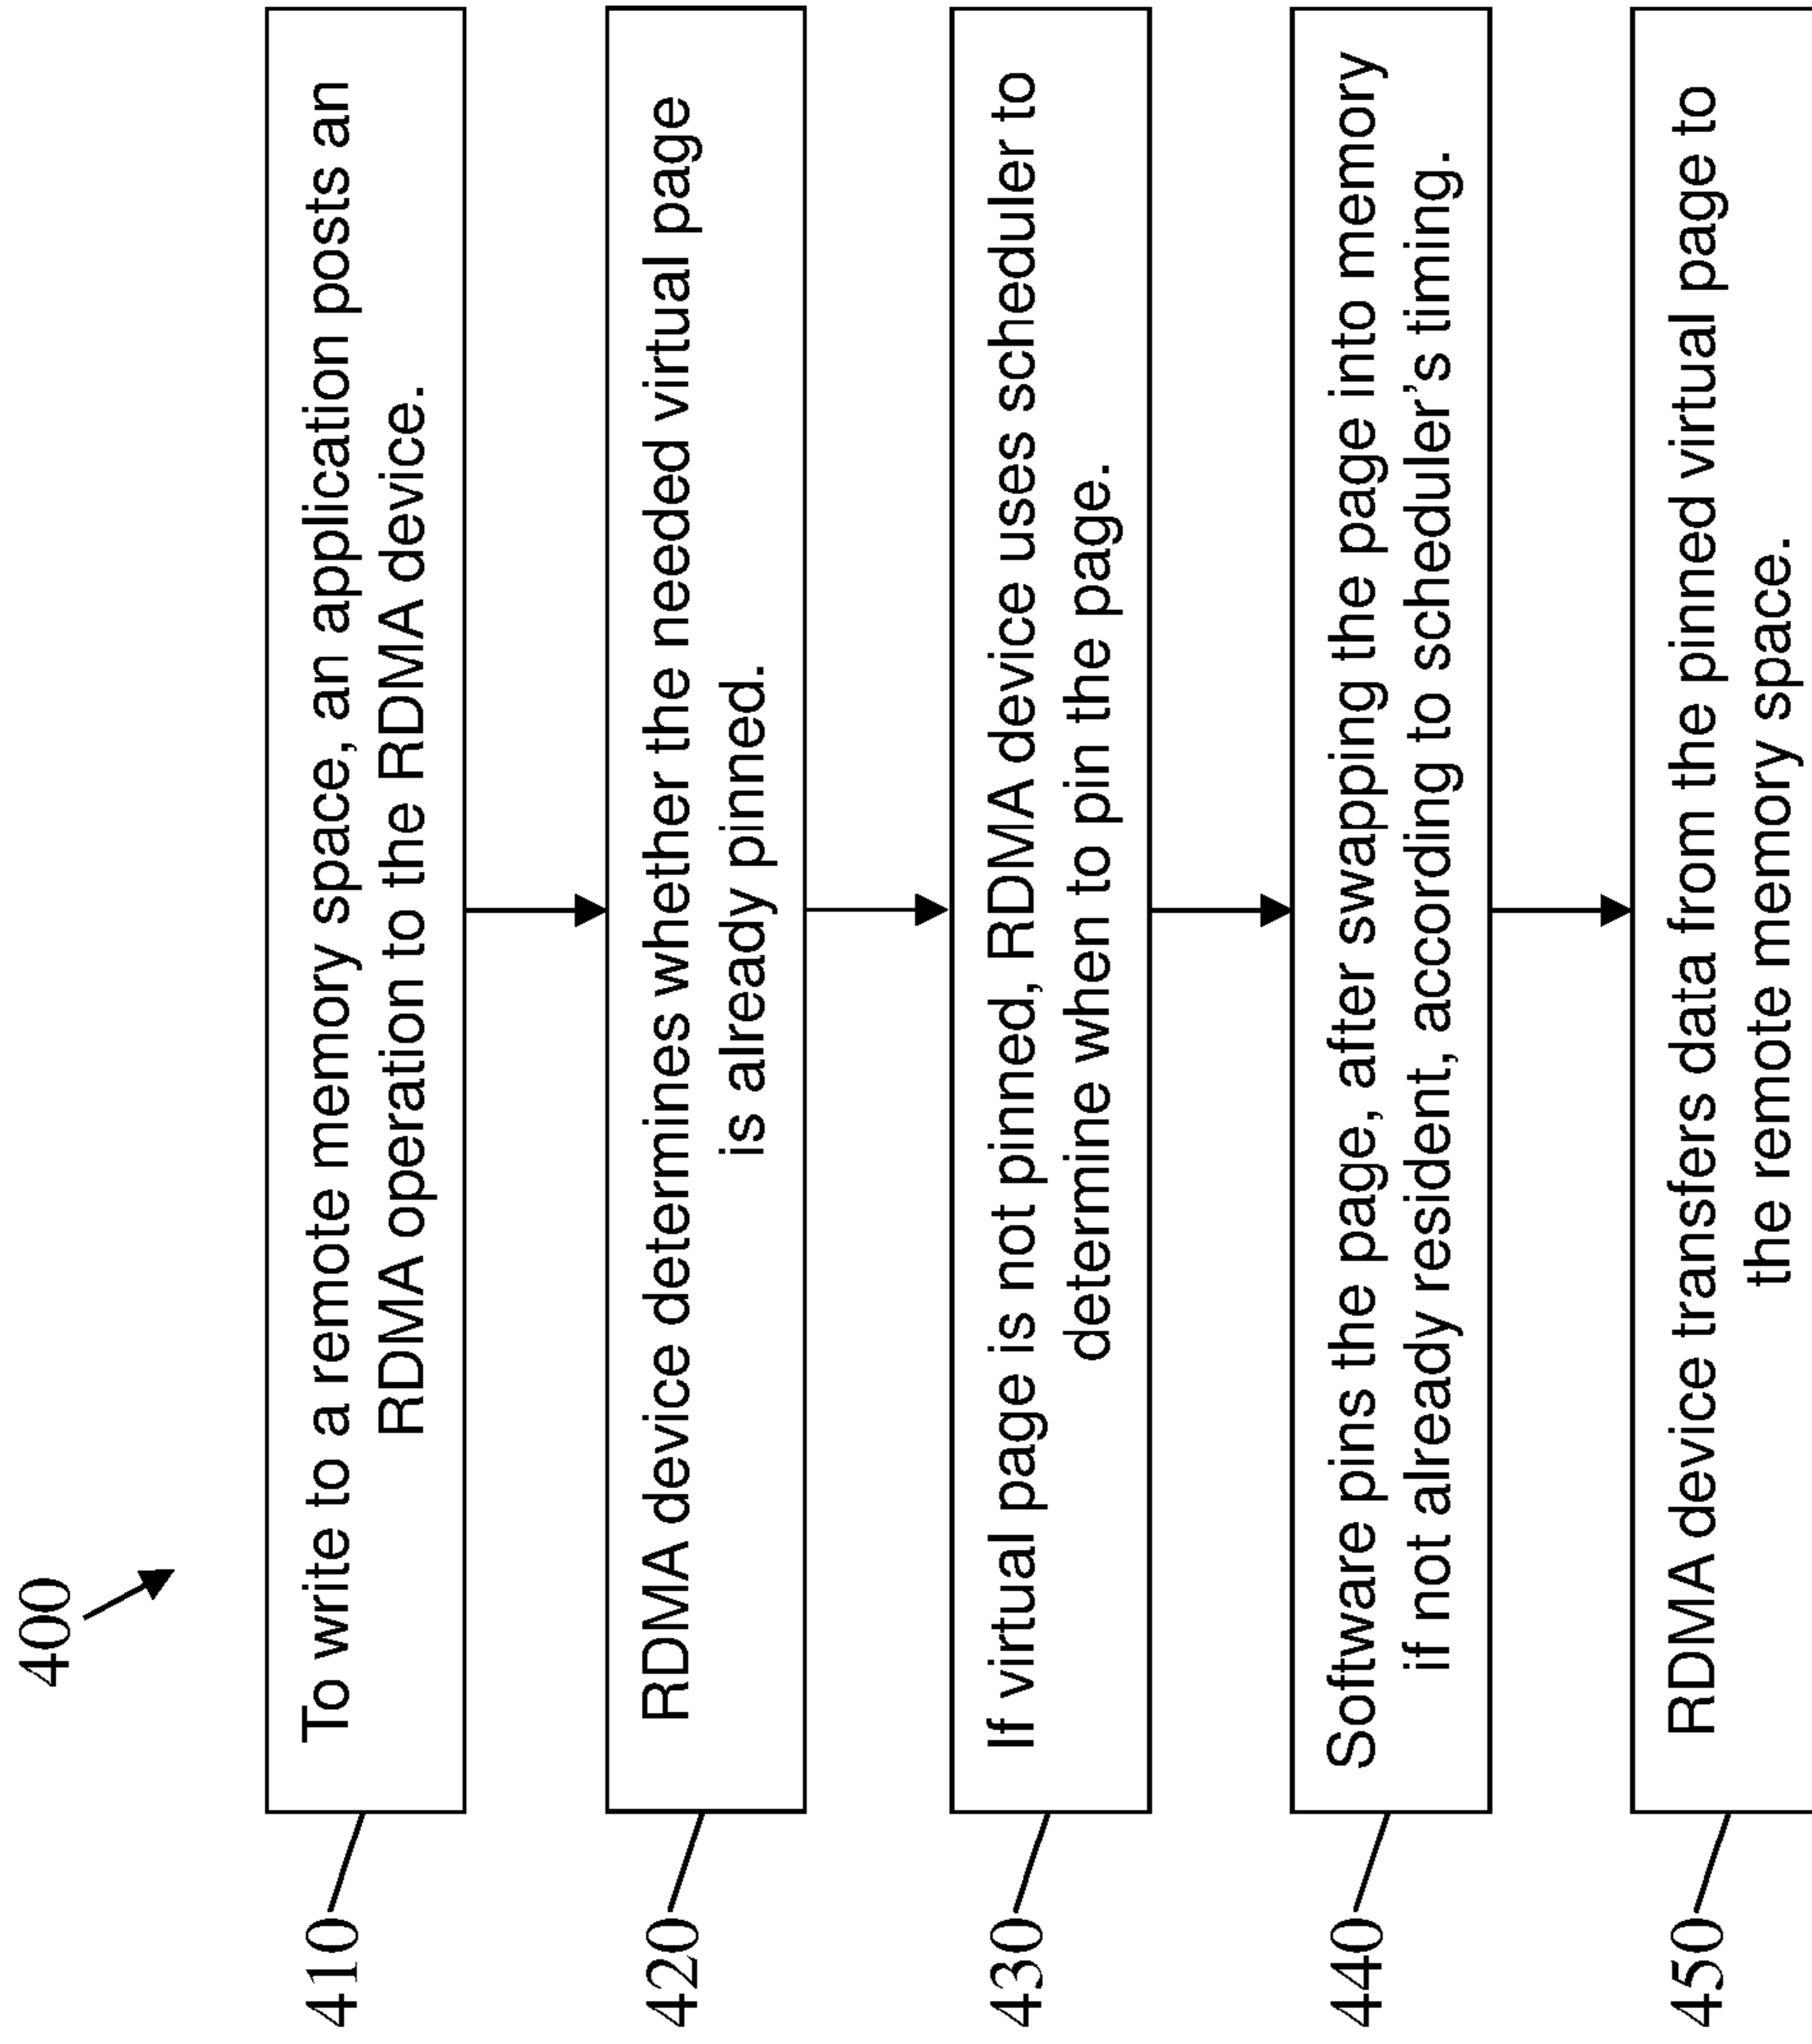 400
410
To write to a remote memory space, an application posts an
RDMA operation to the RDMA device.
420
RDMA device determines whether the needed virtual page
is already pinned.
430
If virtual page is not pinned, RDMA device uses scheduler to
determine when to pin the page.
440
Software pins the page, after swapping the page into memory
if not already resident, according to scheduler’s timing.
450
RDMA device transfers data from the pinned virtual page to
the remote memory space.